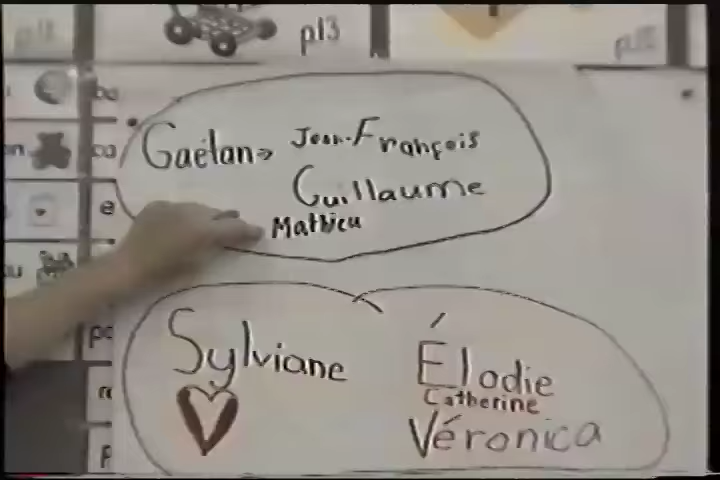 p13
Gaétan → Jean-François
Guillaume
Mathieu
Sylviane
Élodie
Catherine
Véronica